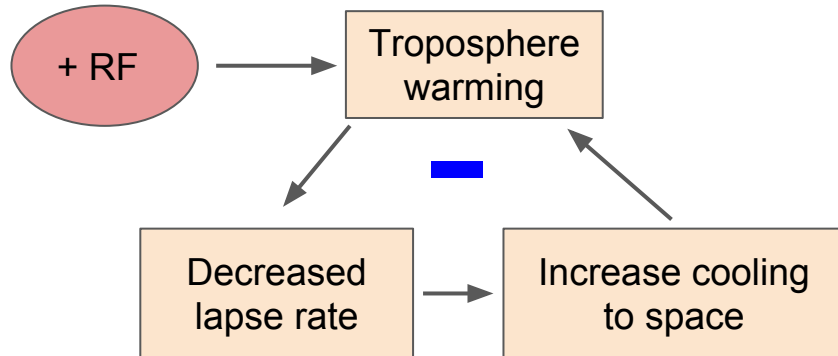 + RF
Troposphere
warming
Decreased
lapse rate
Increase cooling
to space